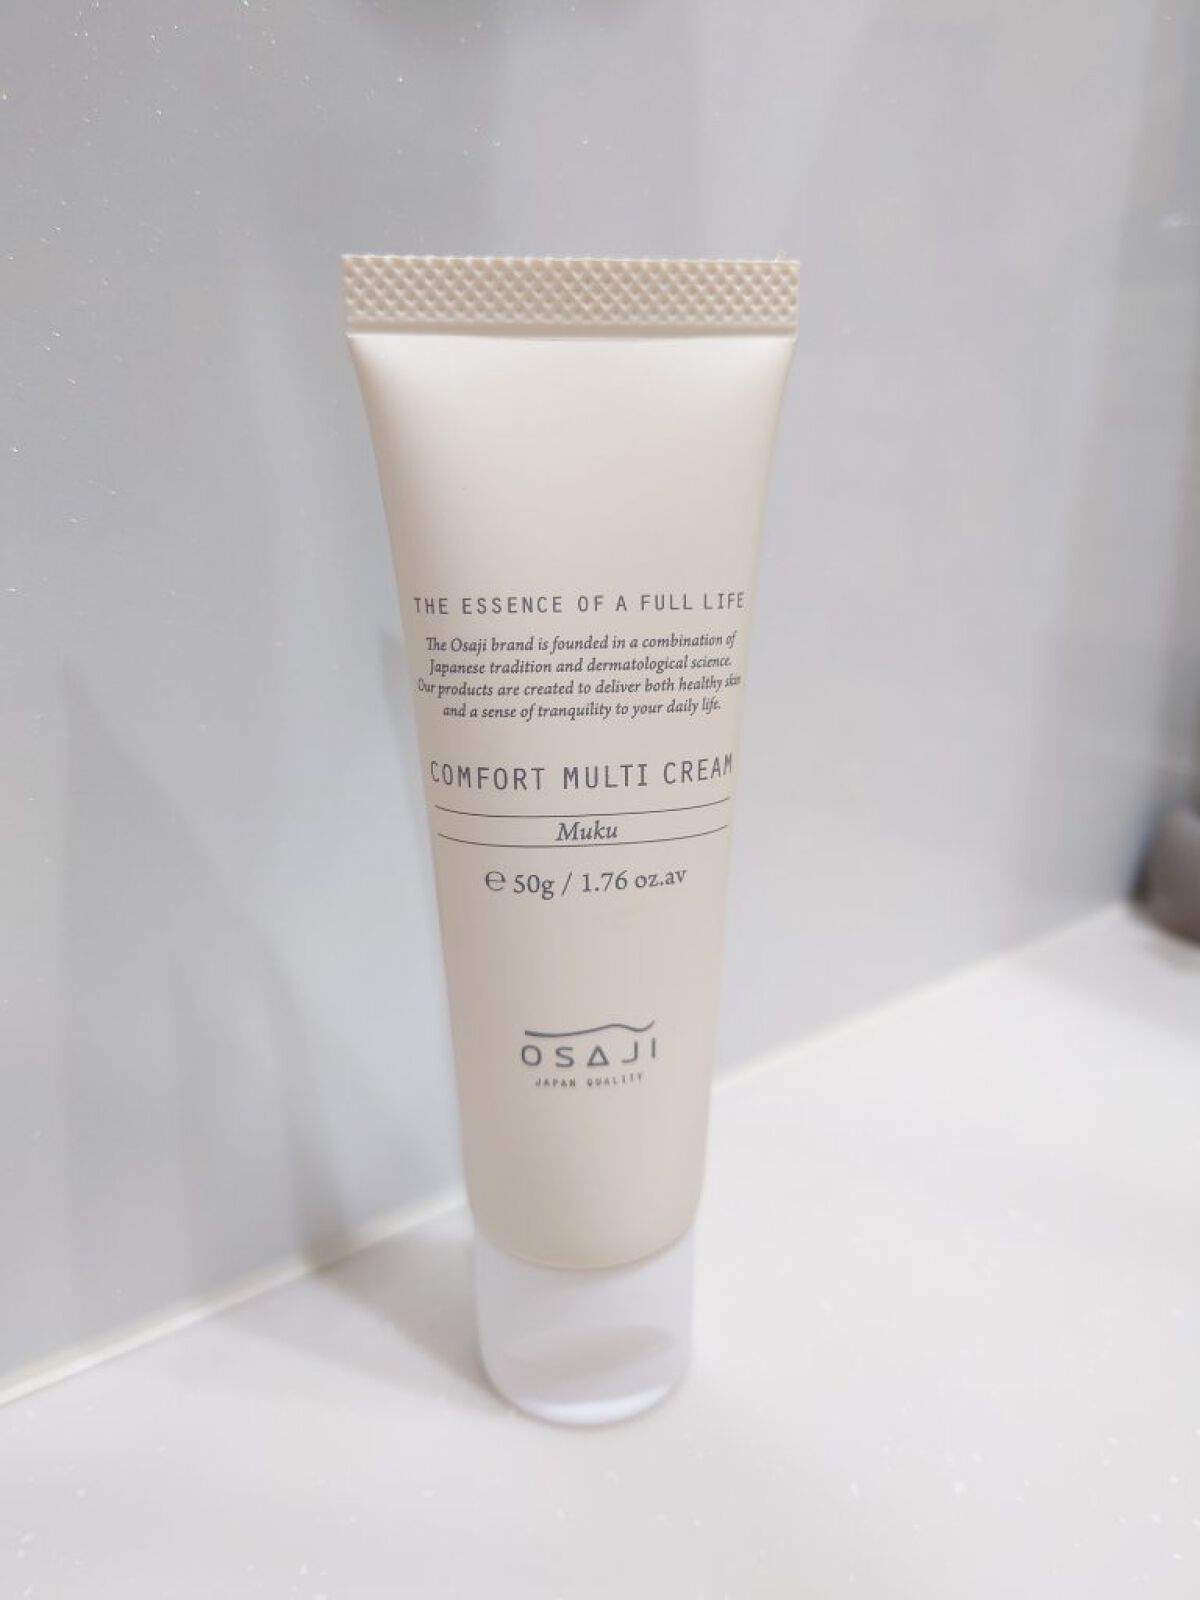 THE ESSENCE OF A FULL LIFE
The Osaji brand is founded in a combination of
Japanese tradition and dermatological science.
Our products are created to deliver both healthy skin
and a sense of tranquility to your daily life.
COMFORT MULTI CREAM
Muku
℮ 50g / 1.76 oz.av
OSAJI
JAPAN QUALITY